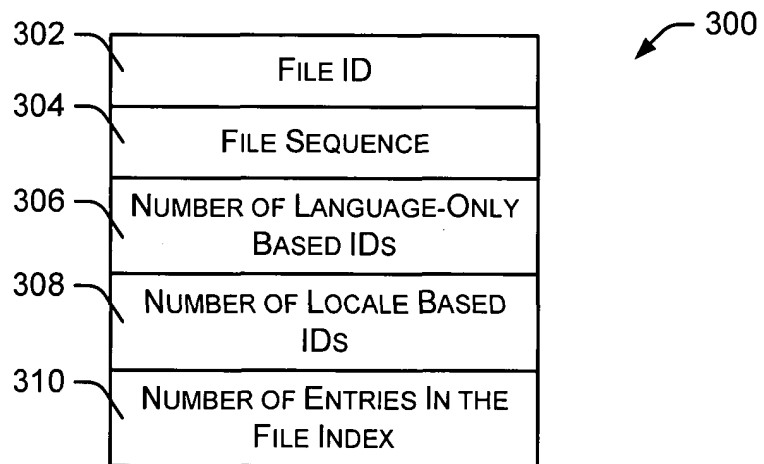 300
302
FILE ID
304
FILE SEQUENCE
306
NUMBER OF LANGUAGE-ONLY
BASED IDS
308
NUMBER OF LOCALE BASED
IDS
310
NUMBER OF ENTRIES IN THE
FILE INDEX